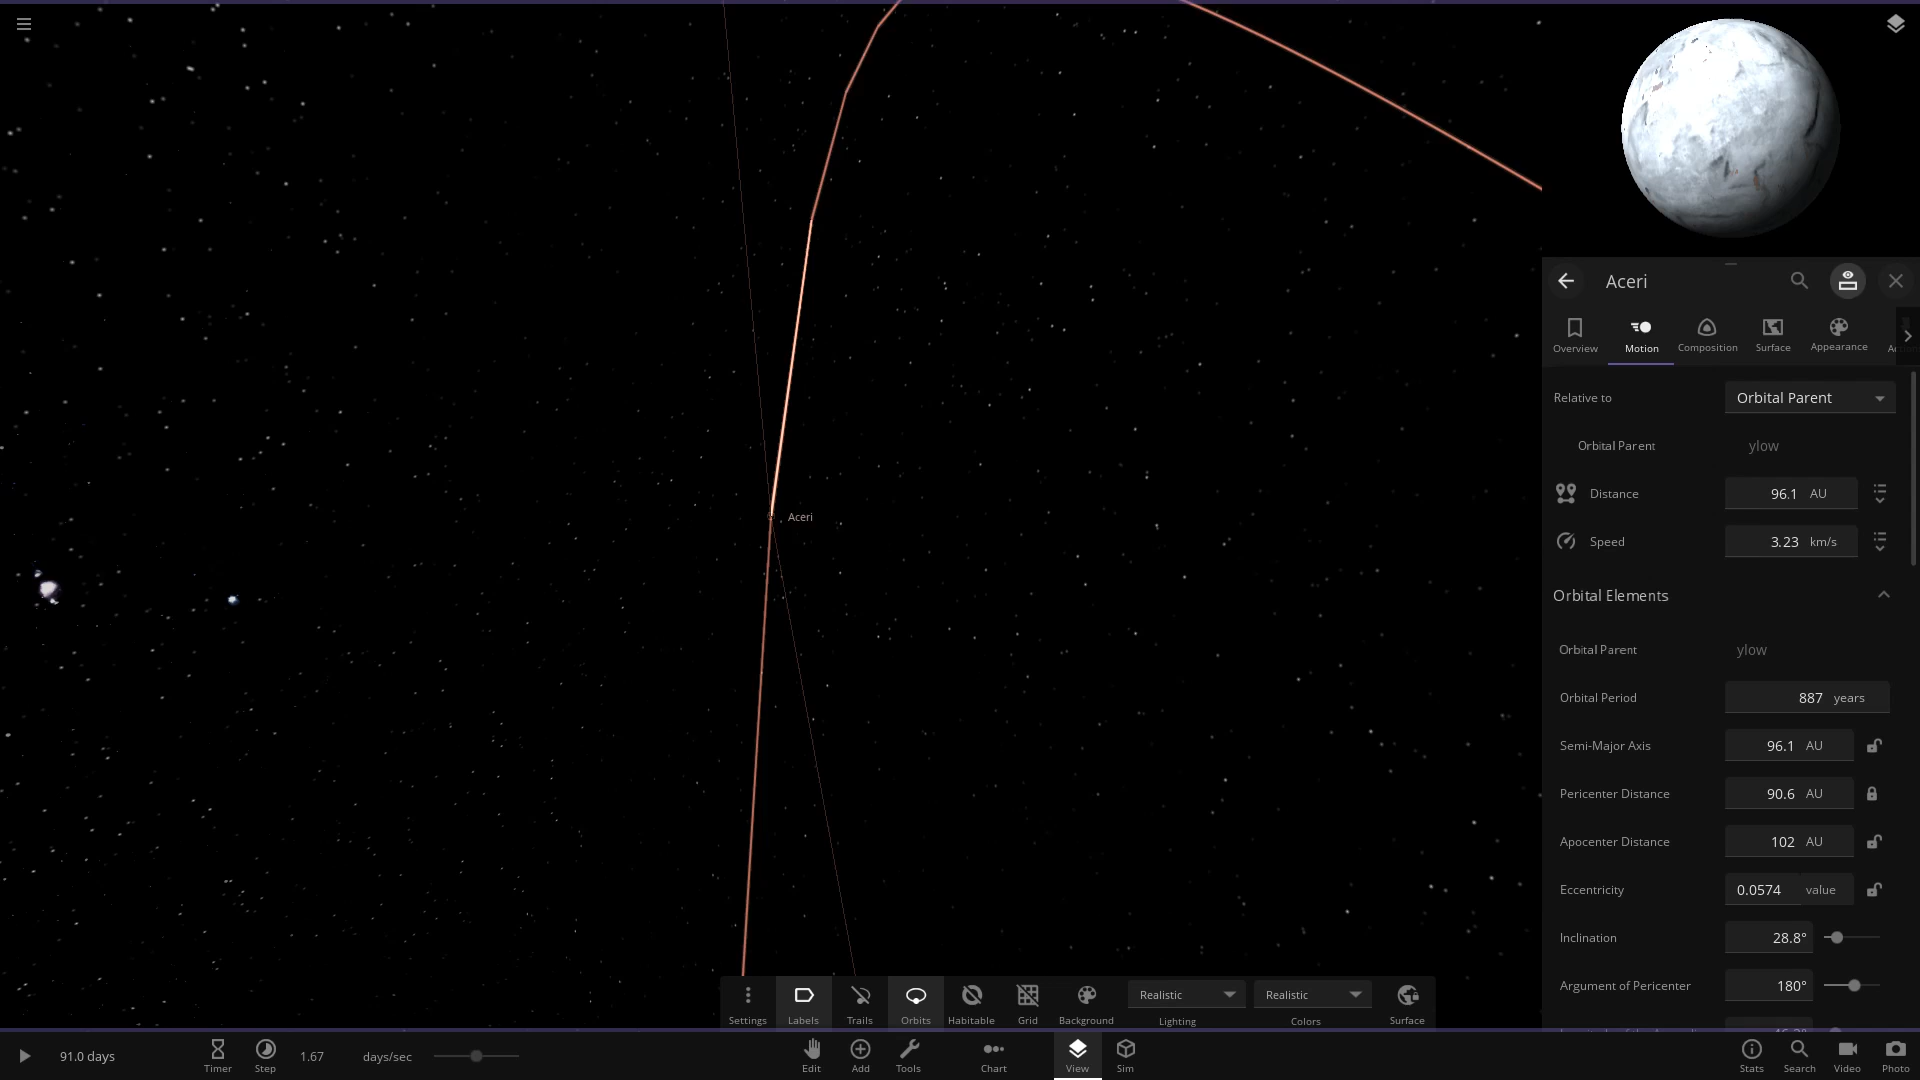 Aceri
Aceri
Overview
Motion
Composition
Surface
Appearance
Relative to
Orbital Parent
Orbital Parent
ylow
Distance
96.1 AU
Speed
3.23 km/s
Orbital Elements
Orbital Parent
ylow
Orbital Period
887 years
Semi-Major Axis
96.1 AU
Pericenter Distance
90.6 AU
Apocenter Distance
102 AU
Eccentricity
0.0574 value
Inclination
28.8°
Argument of Pericenter
180°
Settings
Labels
Trails
Orbits
Habitable
Grid
Background
Realistic
Lighting
Realistic
Colors
Surface
91.0 days
Timer
Step
1.67 days/sec
Edit
Add
Tools
Chart
View
Sim
Stats
Search
Video
Photo